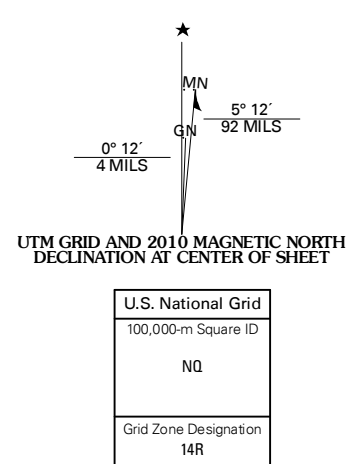 MN
5° 12´
92 MILS
GN
0° 12´
4 MILS
UTM GRID AND 2010 MAGNETIC NORTH
DECLINATION AT CENTER OF SHEET
U.S. National Grid
100,000-m Square ID
NQ
Grid Zone Designation
14R